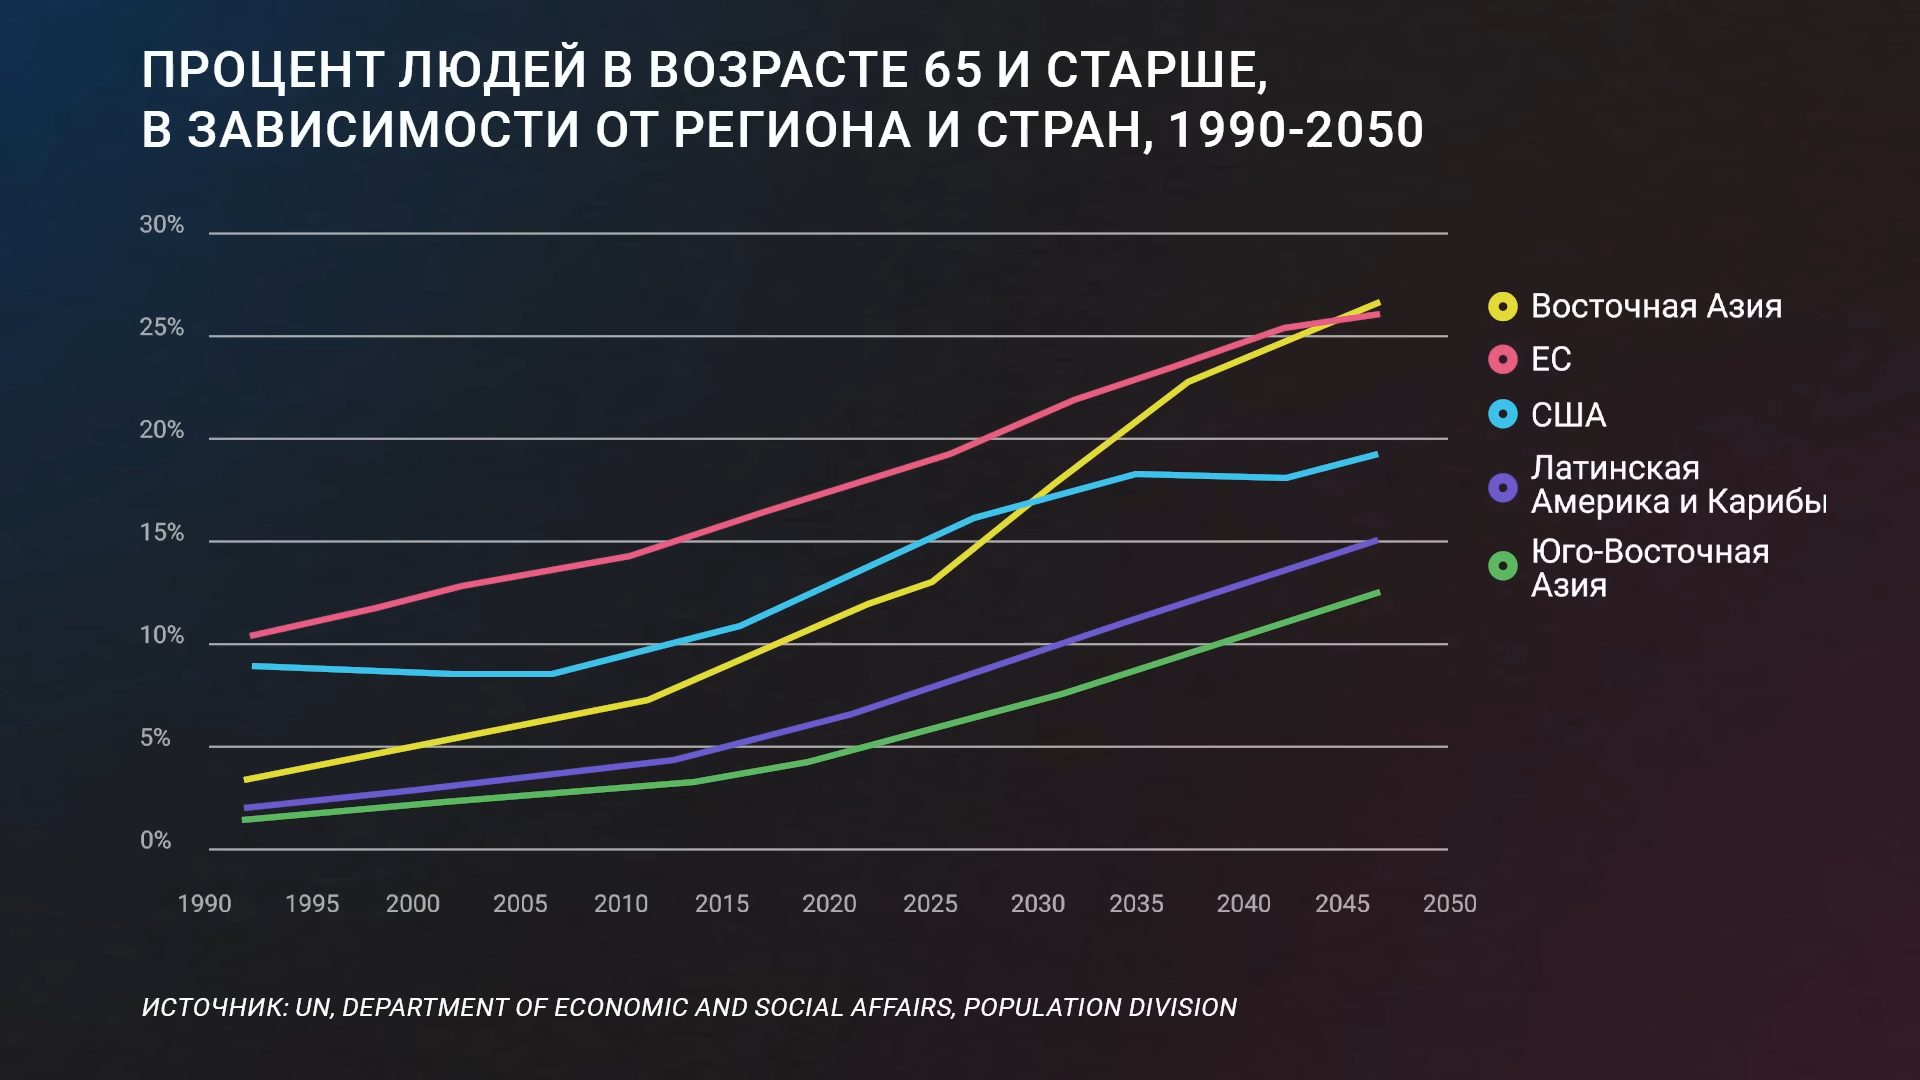 ПРОЦЕНТ ЛЮДЕЙ В ВОЗРАСТЕ 65 И СТАРШЕ,
В ЗАВИСИМОСТИ ОТ РЕГИОНА И СТРАН, 1990-2050
30%
25%
20%
15%
10%
5%
0%
1990 1995 2000 2005 2010 2015 2020 2025 2030 2035 2040 2045 2050
Восточная Азия
ЕС
США
Латинская
Америка и Карибы
Юго-Восточная
Азия
ИСТОЧНИК: UN, DEPARTMENT OF ECONOMIC AND SOCIAL AFFAIRS, POPULATION DIVISION